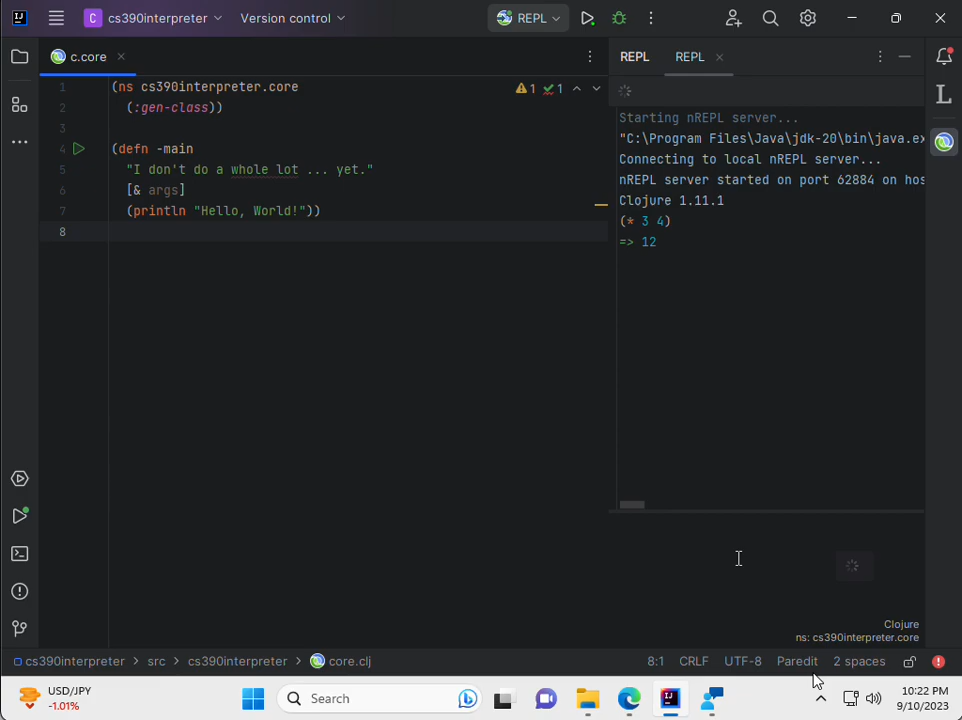 C cs390interpreter Version control REPL
c.core REPL REPL
1 (ns cs390interpreter.core 1 1
2 (:gen-class))
3
4 (defn -main
5 "I don't do a whole lot ... yet."
6 [& args]
7 (println "Hello, World!"))
8
Starting nREPL server...
"C:\Program Files\Java\jdk-20\bin\java.ex
Connecting to local nREPL server...
nREPL server started on port 62884 on hos
Clojure 1.11.1
(* 3 4)
=> 12
Clojure
ns: cs390interpreter.core
cs390interpreter > src > cs390interpreter > core.clj 8:1 CRLF UTF-8 Paredit 2 spaces
USD/JPY
-1.01%
Search
10:22 PM
9/10/2023